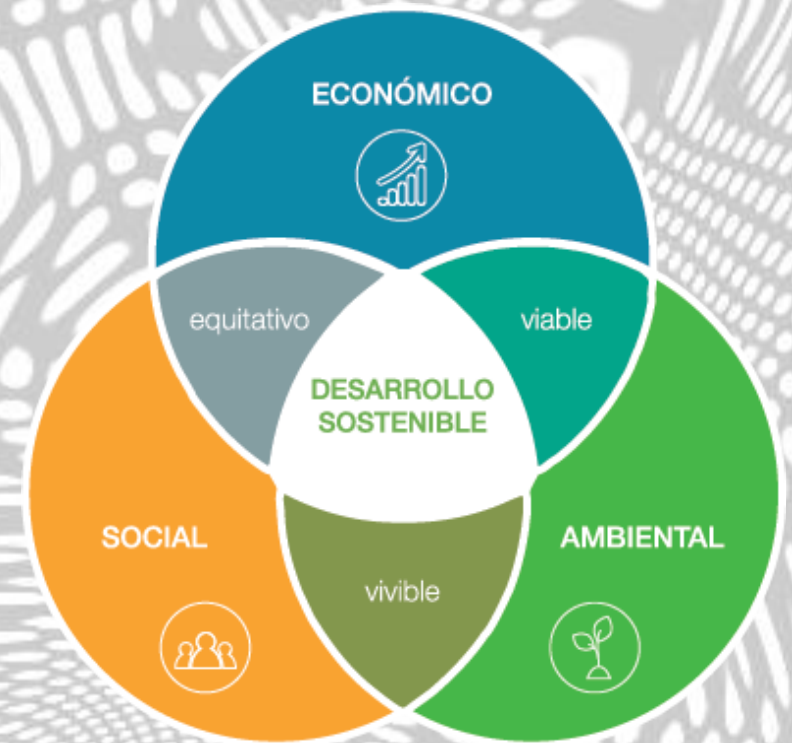 ECONÓMICO
equitativo
viable
DESARROLLO
SOSTENIBLE
SOCIAL
AMBIENTAL
vivible